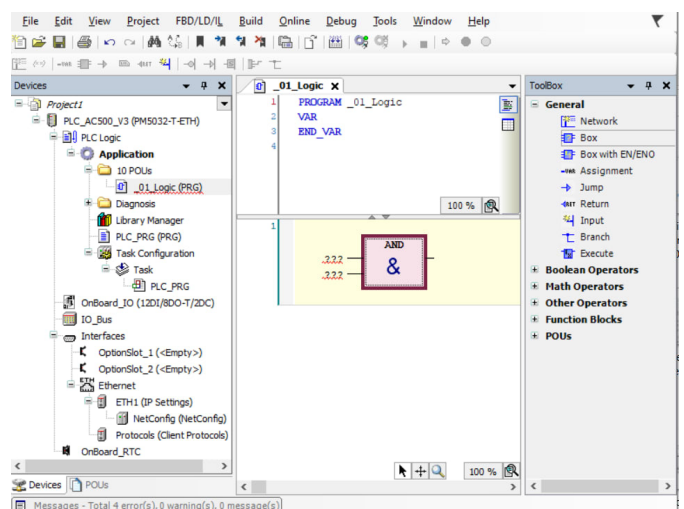 File Edit View Project FBD/LD/IL Build Online Debug Tools Window Help
Devices
Project1
PLC_AC500_V3 (PM5032-T-ETH)
PLC Logic
Application
10 POUs
_01_Logic (PRG)
Diagnosis
Library Manager
PLC_PRG (PRG)
Task Configuration
Task
PLC_PRG
OnBoard_IO (12DI/8DO-T/2DC)
IO_Bus
Interfaces
OptionSlot_1 (<Empty>)
OptionSlot_2 (<Empty>)
ETH Ethernet
ETH1 (IP Settings)
NetConfig (NetConfig)
Protocols (Client Protocols)
OnBoard_RTC
Devices POUs
_01_Logic X
1 PROGRAM _01_Logic
2 VAR
3 END_VAR
4
100 %
1
AND
??? &
???
100 %
ToolBox
General
Network
Box
Box with EN/ENO
Assignment
Jump
Return
Input
Branch
Execute
Boolean Operators
Math Operators
Other Operators
Function Blocks
POUs
Messages - Total 4 error(s), 0 warning(s), 0 message(s)